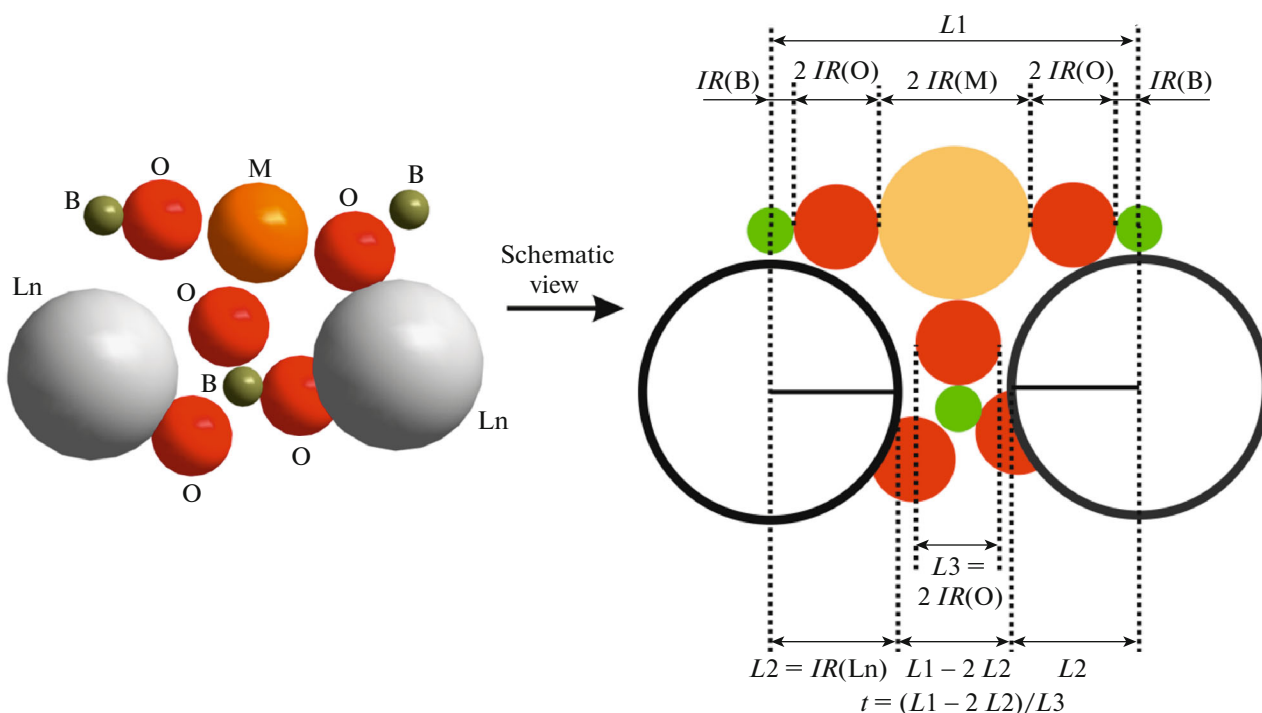 O
M
O
B
B
Ln
O
B
O
Ln
O
Schematic
view
L1
IR(B)
2 IR(O)
2 IR(M)
2 IR(O)
IR(B)
L3 =
2 IR(O)
L2 = IR(Ln)
L1 – 2 L2
L2
t = (L1 – 2 L2)/L3